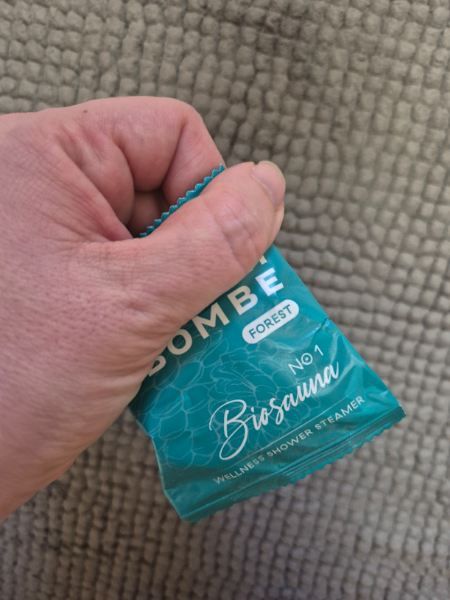 BOMBE
FOREST
NO 1
Biosauna
WELLNESS SHOWER STEAMER